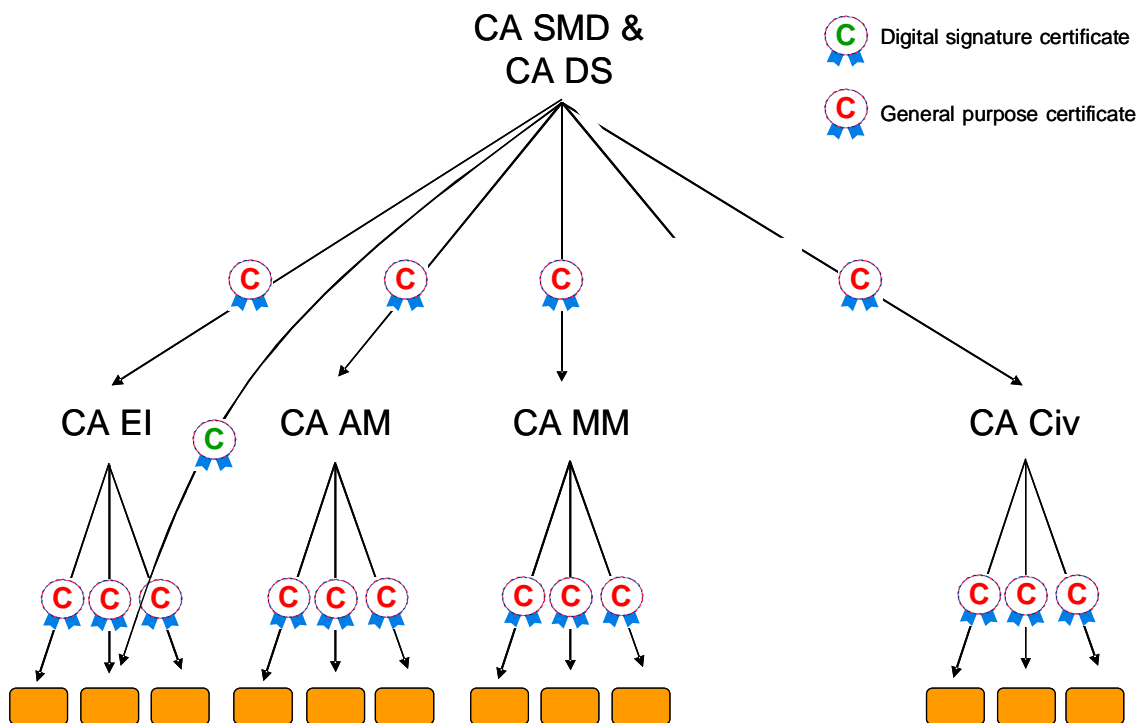 CA SMD &
CA DS
C Digital signature certificate
C General purpose certificate
C C C C
CA EI C CA AM CA MM CA Civ
C C C C C C C C C C C C